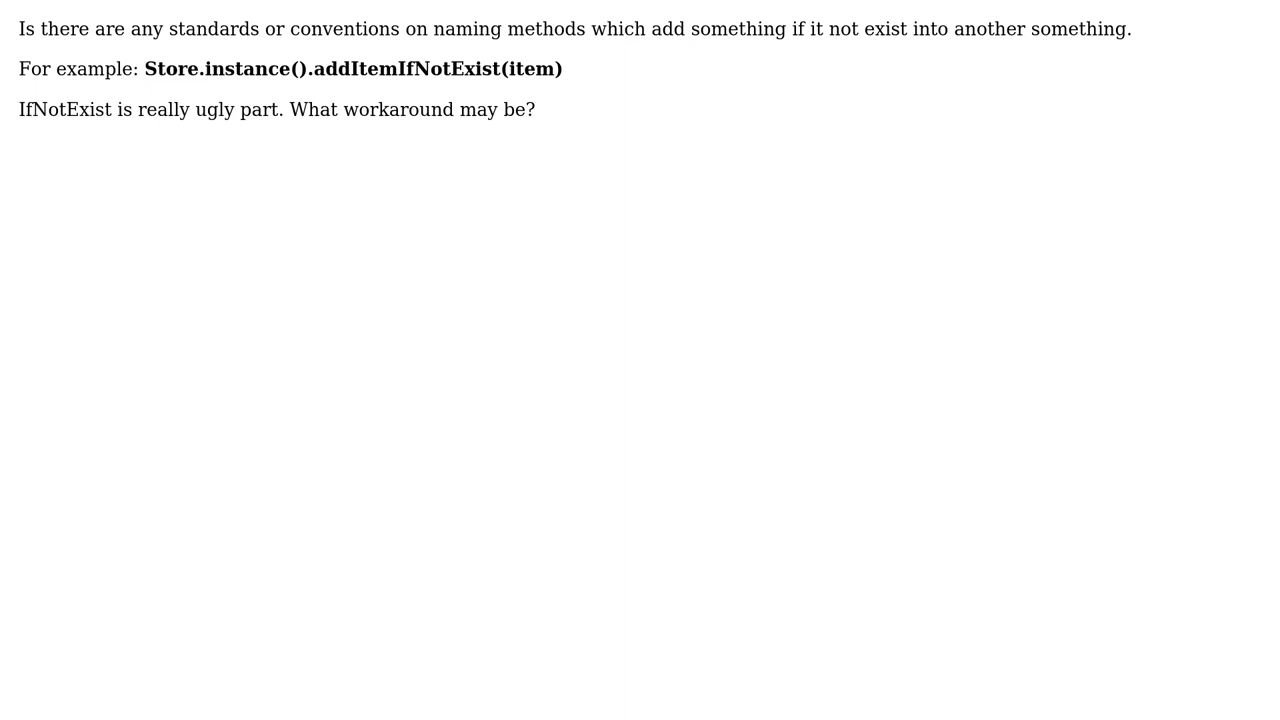 Is there are any standards or conventions on naming methods which add something if it not exist into another something.
For example: Store.instance().addItemIfNotExist(item)
IfNotExist is really ugly part. What workaround may be?